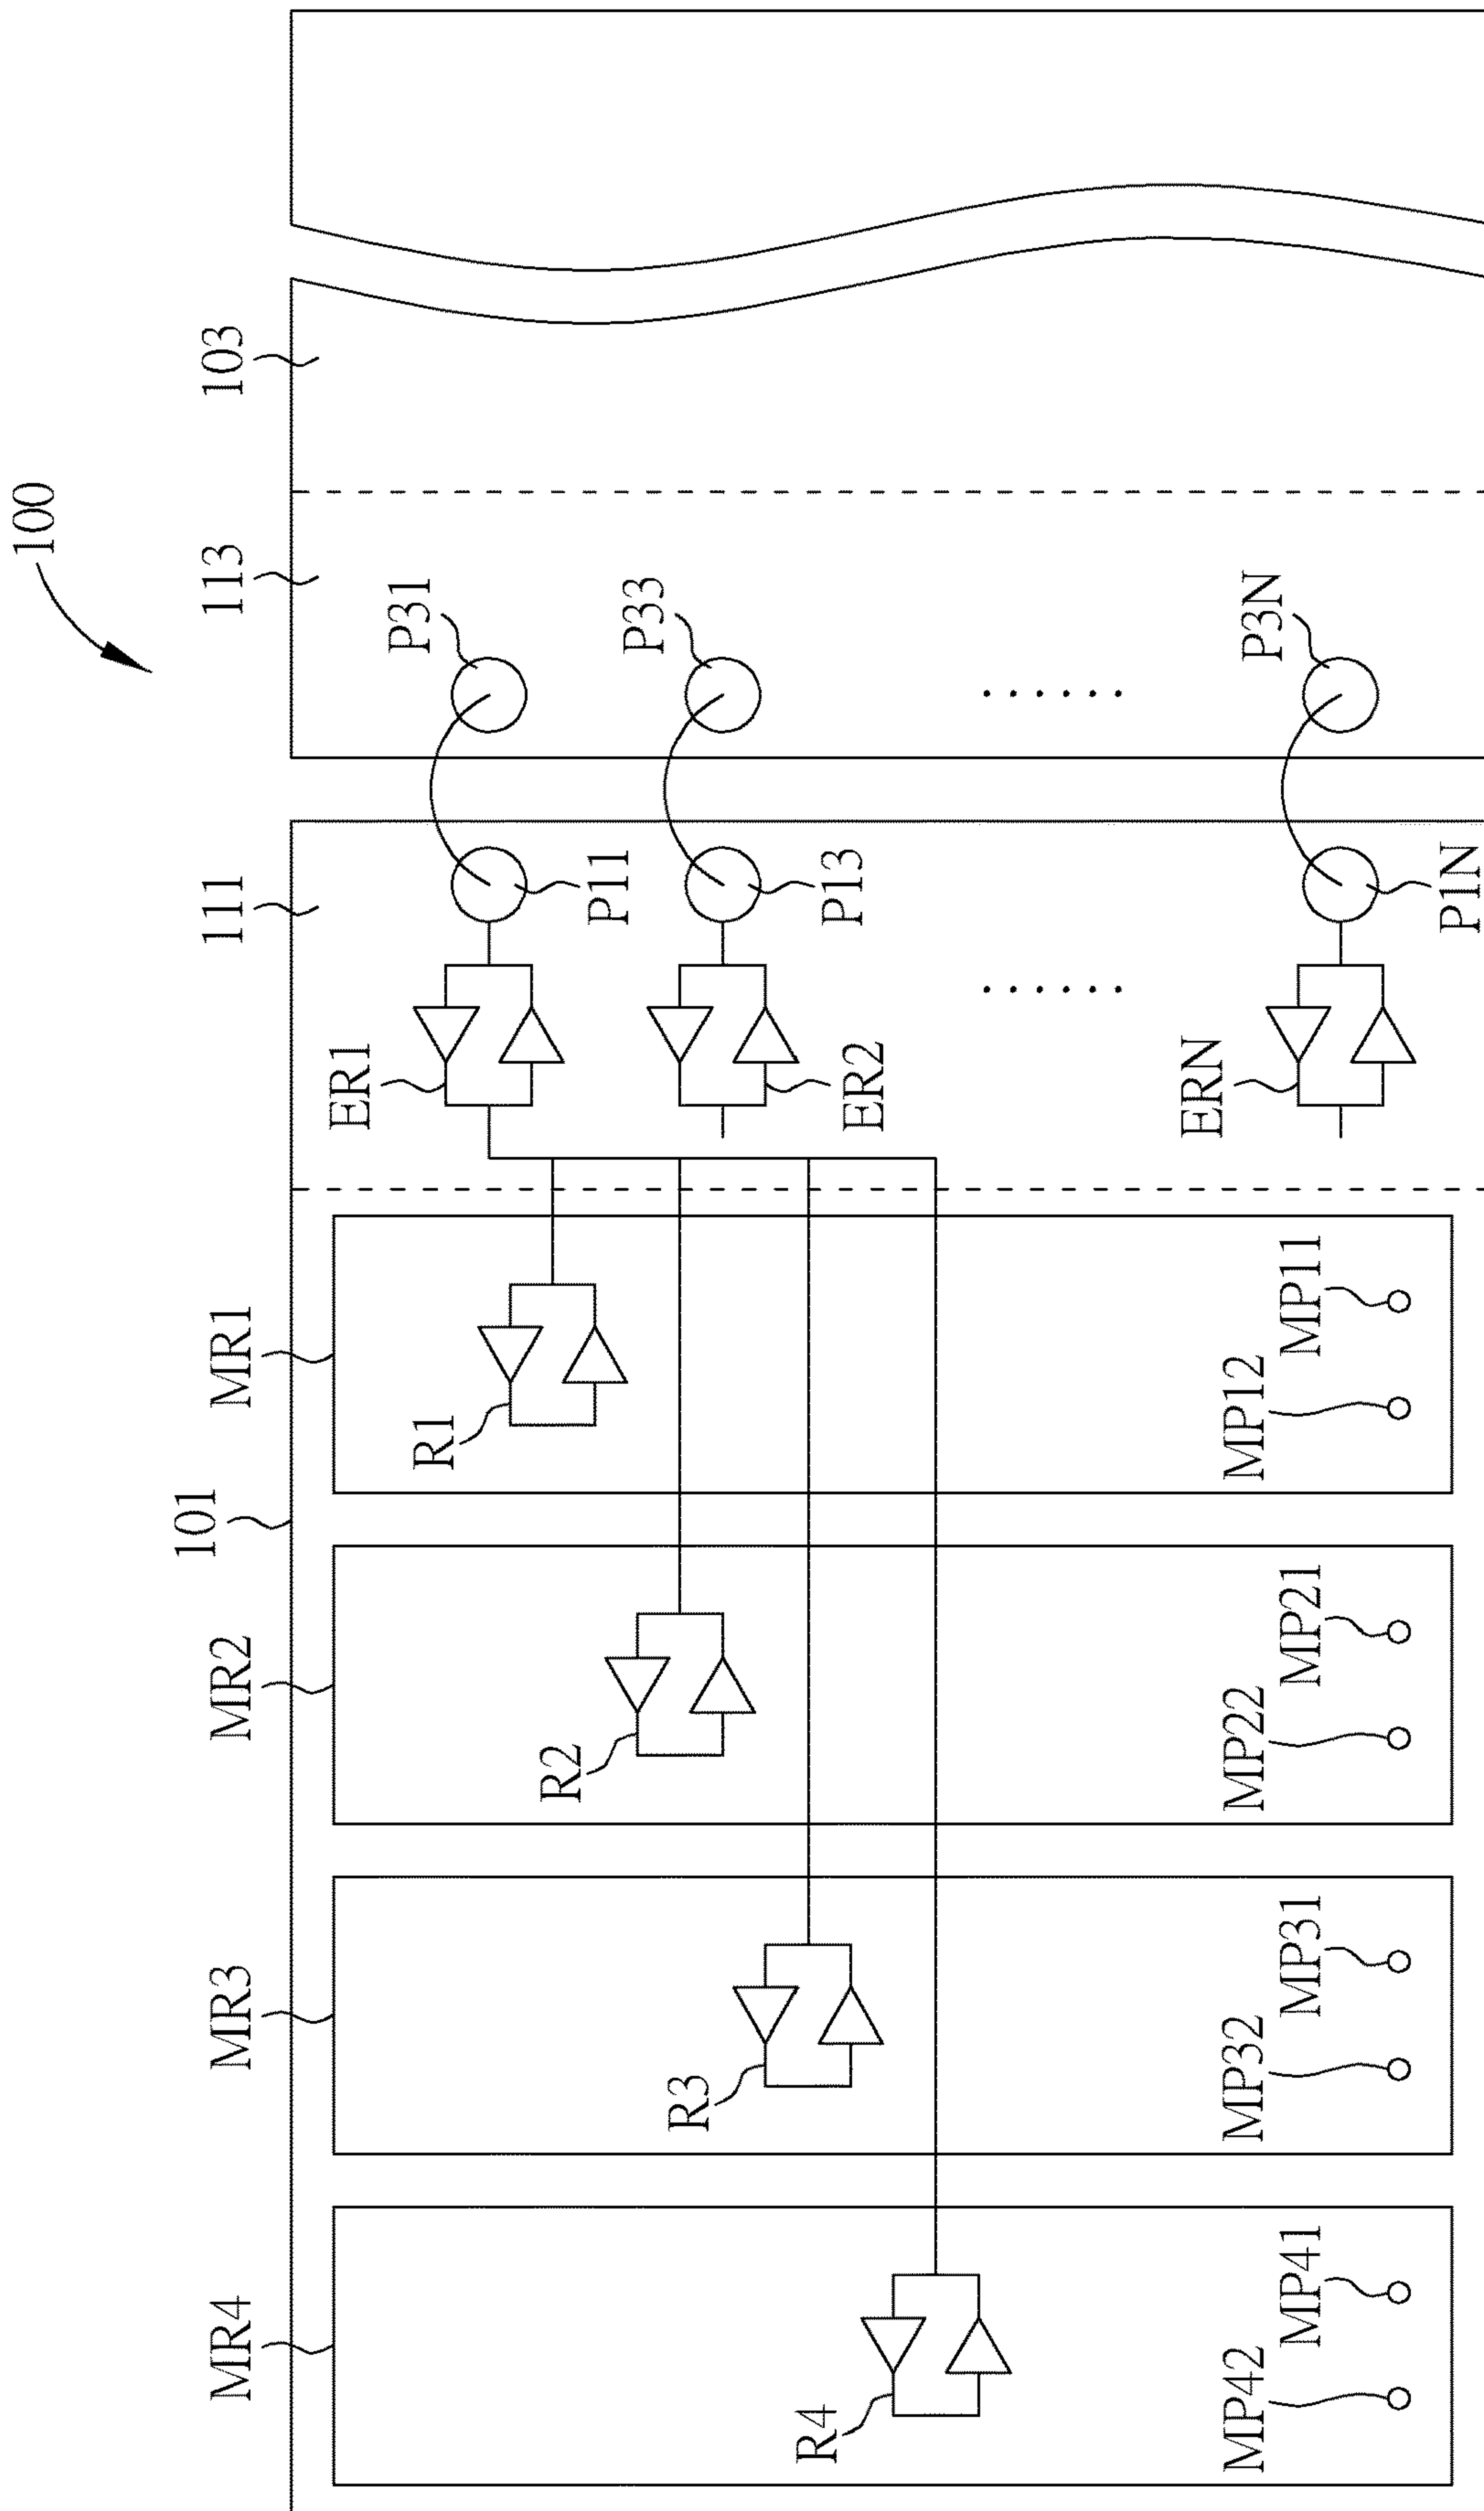 100
MR4
MR3
MR2
101
MR1
111
113
103
ER1
P31
P11
R1
P33
R2
P13
R3
ER2
R4
ERN
P3N
MP42
MP41
MP32
MP31
MP22
MP21
MP12
MP11
P1N